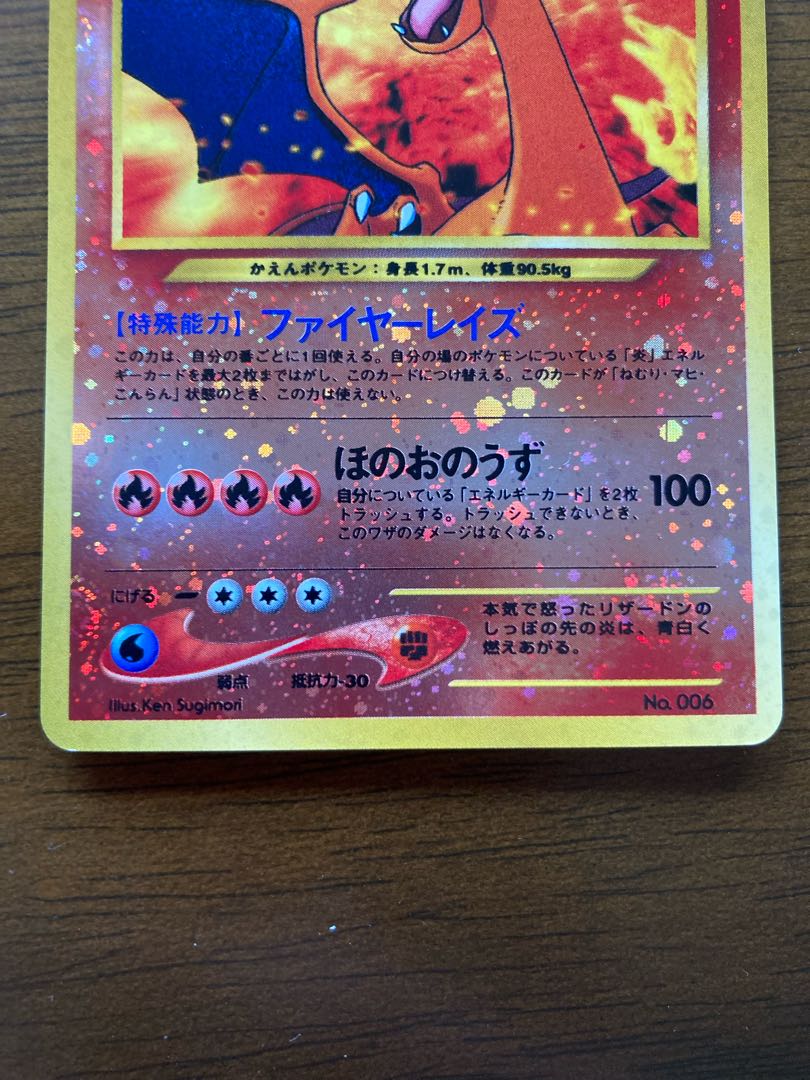 かえんポケモン：身長1.7m、体重90.5kg
【特殊能力】ファイヤーレイズ
この力は、自分の番ごとに1回使える。自分の場のポケモンについている「炎」エネル
ギーカードを最大2枚まではがし、このカードにつけ替える。このカードが「ねむり・マヒ・
こんらん」状態のとき、この力は使えない。
ほのおのうず
自分についている「エネルギーカード」を2枚
トラッシュする。トラッシュできないとき、
このワザのダメージはなくなる。
100
にげる
本気で怒ったリザードンの
しっぽの先の炎は、青白く
燃えあがる。
弱点 抵抗力-30
Illus. Ken Sugimori
No. 006